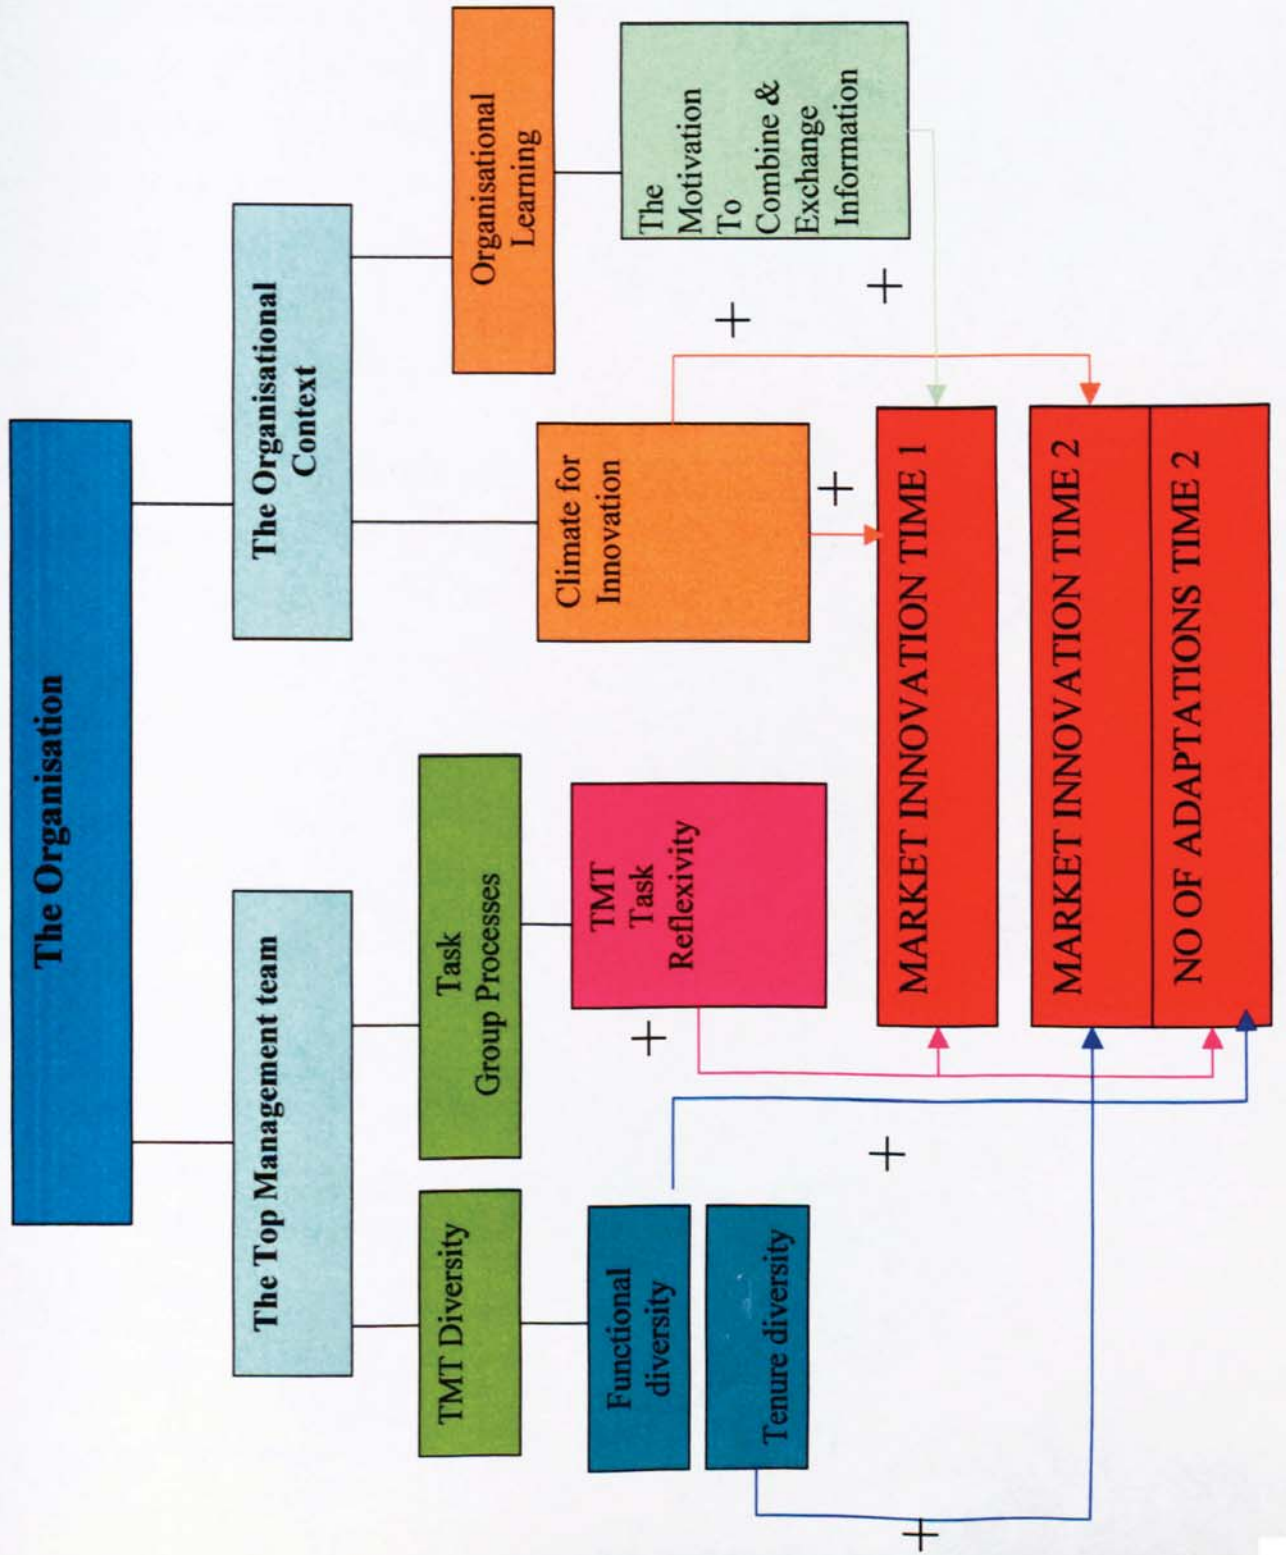 The Organisation
The Top Management team
The Organisational
Context
TMT Diversity
Task
Group Processes
Organisational
Learning
Functional
diversity
Tenure diversity
TMT
Task
Reflexivity
Climate for
Innovation
The
Motivation
To
Combine &
Exchange
Information
+
+
+
+
+
+
MARKET INNOVATION TIME 1
MARKET INNOVATION TIME 2
NO OF ADAPTATIONS TIME 2